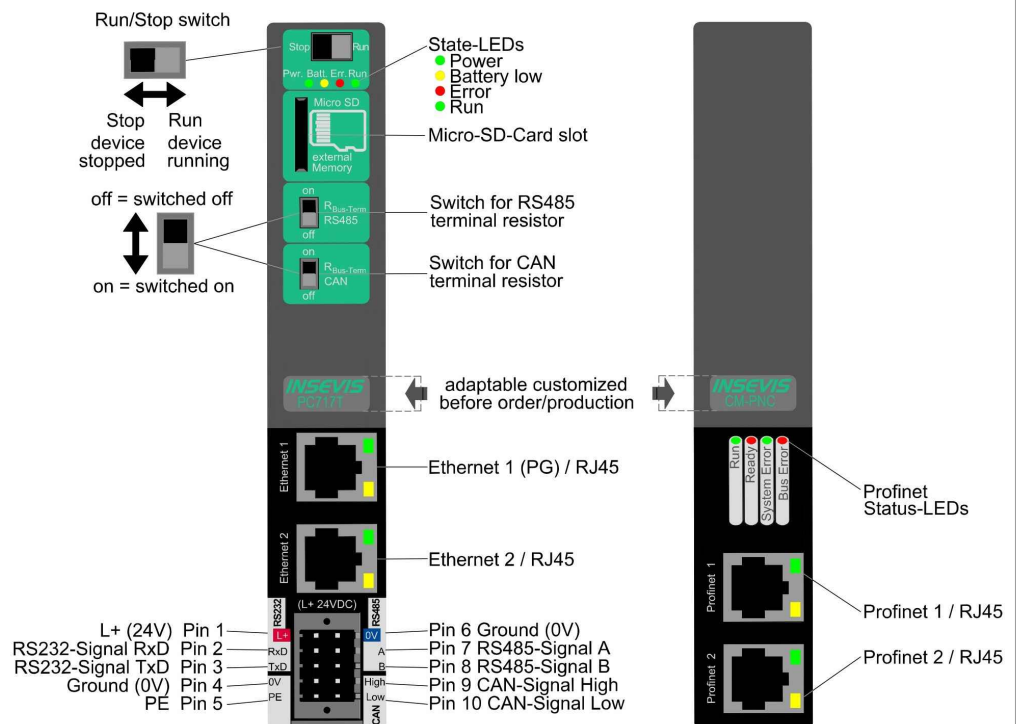 Run/Stop switch
Stop
device
stopped
Run
device
running
off = switched off
on = switched on
Stop
Run
Pwr. Batt. Err. Run
Micro SD
external
Memory
on
RBus-Term
RS485
off
on
RBus-Term
CAN
off
State-LEDs
Power
Battery low
Error
Run
Micro-SD-Card slot
Switch for RS485
terminal resistor
Switch for CAN
terminal resistor
INSEVIS
PC717T
adaptable customized
before order/production
INSEVIS
CM-PNC
Ethernet 1
Ethernet 1 (PG) / RJ45
Ethernet 2
Ethernet 2 / RJ45
Run
Ready
System Error
Bus Error
Profinet
Status-LEDs
Profinet 1
Profinet 1 / RJ45
Profinet 2
Profinet 2 / RJ45
RS232
(L+ 24VDC)
RS485
L+ (24V) Pin 1
RS232-Signal RxD Pin 2
RS232-Signal TxD Pin 3
Ground (0V) Pin 4
PE Pin 5
L+
RxD
TxD
0V
PE
0V
A
B
High
Low
CAN
Pin 6 Ground (0V)
Pin 7 RS485-Signal A
Pin 8 RS485-Signal B
Pin 9 CAN-Signal High
Pin 10 CAN-Signal Low